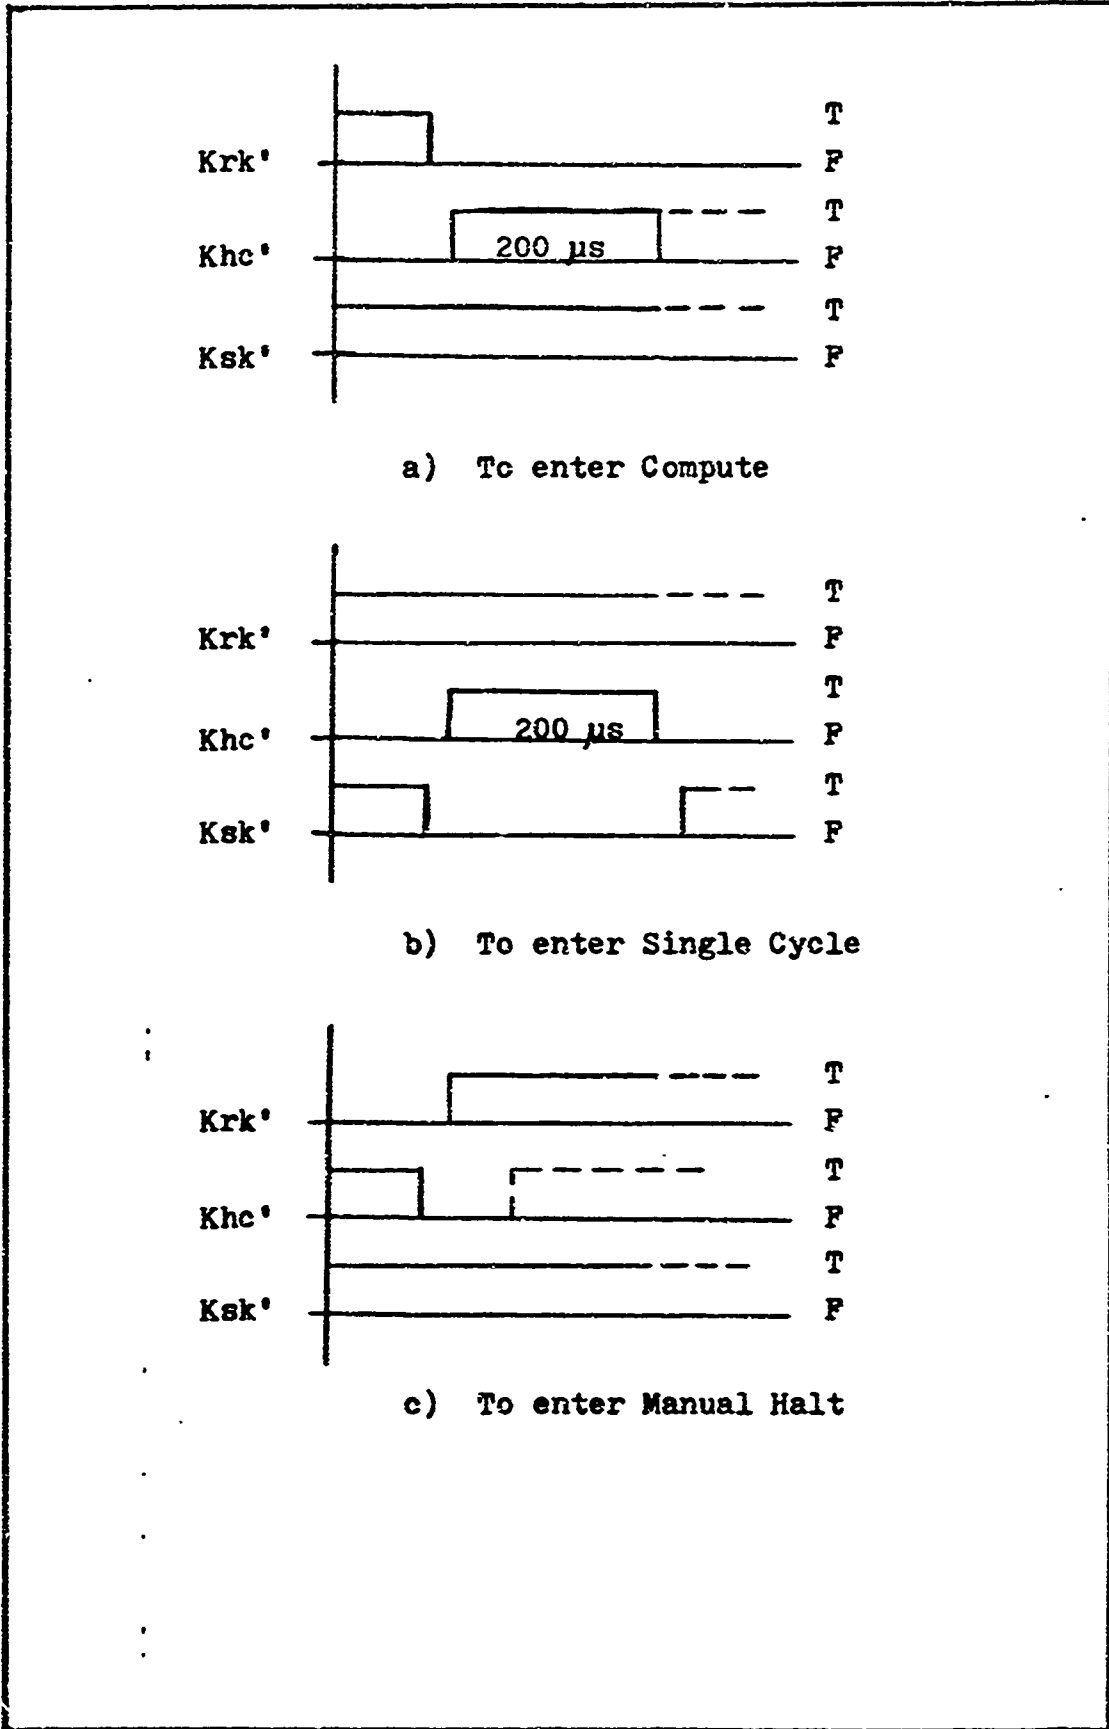 T
Krk' F
T
Khc' 200 µs F
T
Ksk' F
a) To enter Compute
T
Krk' F
T
Khc' 200 µs F
T
Ksk' F
b) To enter Single Cycle
T
Krk' F
T
Khc' F
T
Ksk' F
c) To enter Manual Halt